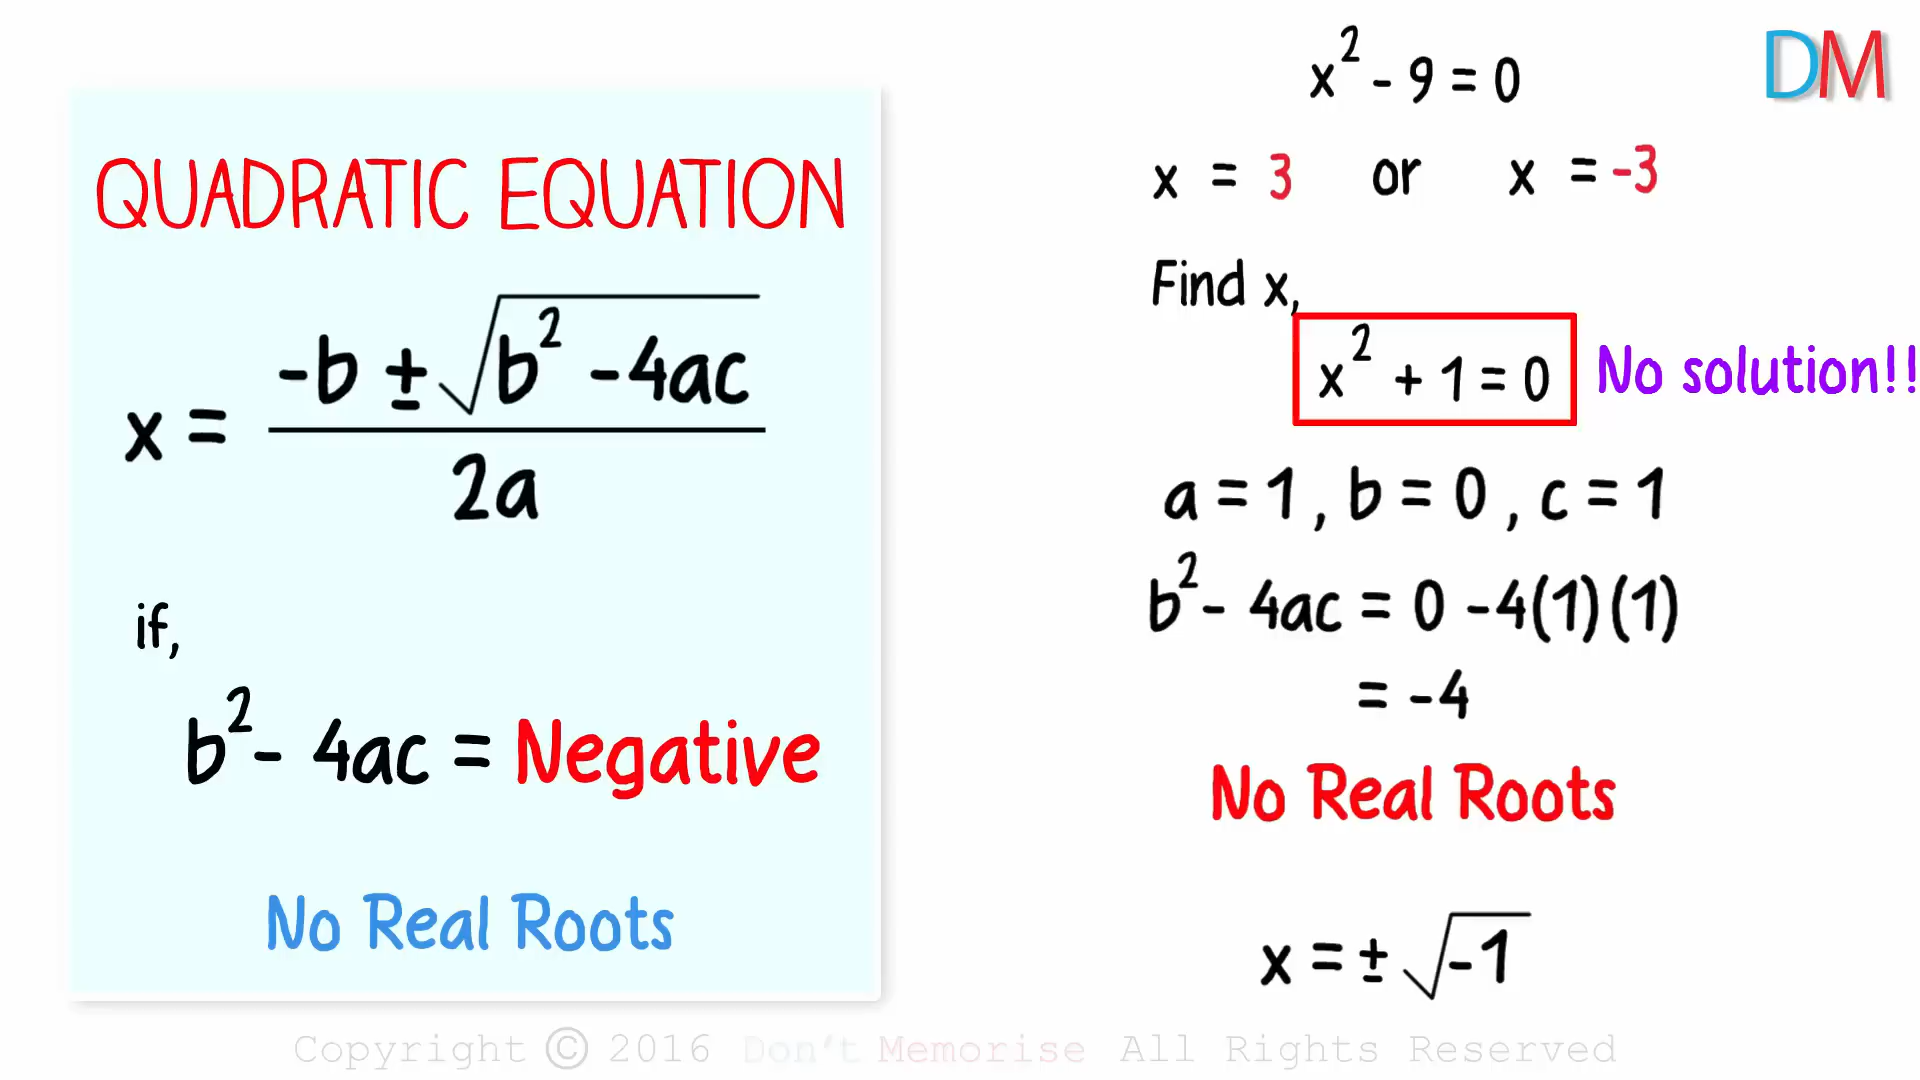 QUADRATIC EQUATION
x = -b ± √b² - 4ac / 2a
if,
b² - 4ac = Negative
No Real Roots
x² - 9 = 0
x = 3 or x = -3
Find x,
x² + 1 = 0 No solution!!
a = 1, b = 0, c = 1
b² - 4ac = 0 - 4(1)(1)
= -4
No Real Roots
x = ± √-1
DM
Copyright © 2016 Don't Memorise All Rights Reserved